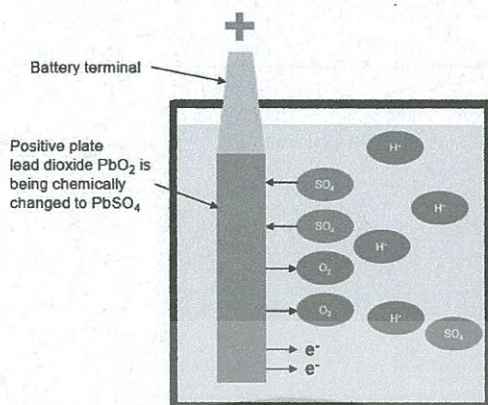 +
Battery terminal
Positive plate
lead dioxide PbO₂ is
being chemically
changed to PbSO₄
H⁺
SO₄
H⁺
SO₄
H⁺
O₂
O₂
H⁺
SO₄
e⁻
e⁻